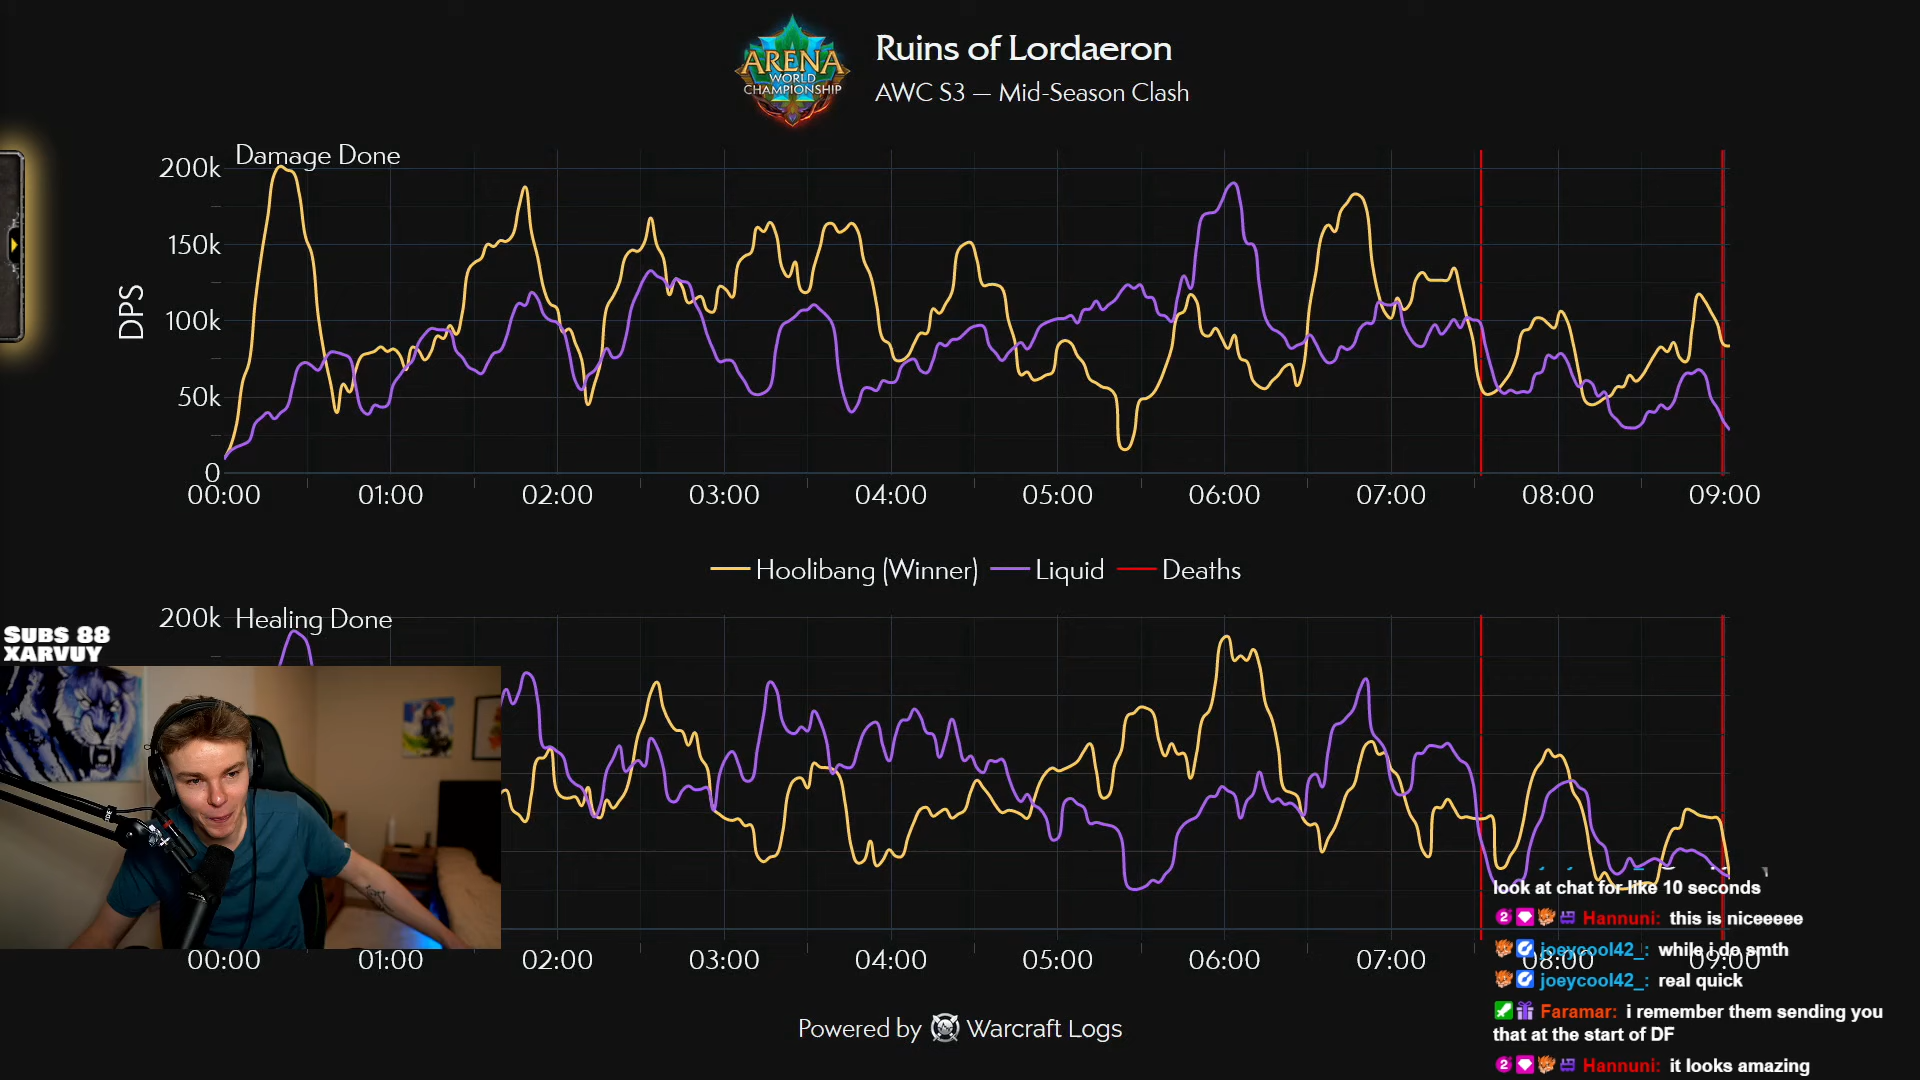 ARENA
WORLD
CHAMPIONSHIP
Ruins of Lordaeron
AWC S3 — Mid-Season Clash
Damage Done
200k
150k
100k
50k
0
DPS
00:00 01:00 02:00 03:00 04:00 05:00 06:00 07:00 08:00 09:00
Hoolibang (Winner) Liquid Deaths
200k Healing Done
SUBS 88
XARVUY
00:00 01:00 02:00 03:00 04:00 05:00 06:00 07:00 08:00 09:00
Powered by Warcraft Logs
look at chat for like 10 seconds
2 Hannuni: this is niceeeee
joeycool42_: while i do smth
joeycool42_: real quick
Faramar: i remember them sending you
that at the start of DF
2 Hannuni: it looks amazing